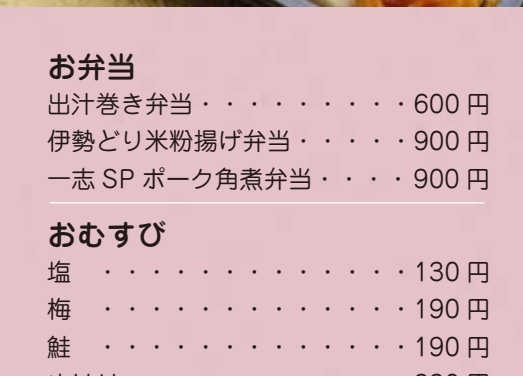 お弁当
出汁巻き弁当・・・・・・・・・600 円
伊勢どり米粉揚げ弁当・・・・・900 円
一志 SP ポーク角煮弁当・・・・900 円
おむすび
塩　・・・・・・・・・・・・・130 円
梅　・・・・・・・・・・・・・190 円
鮭　・・・・・・・・・・・・・190 円